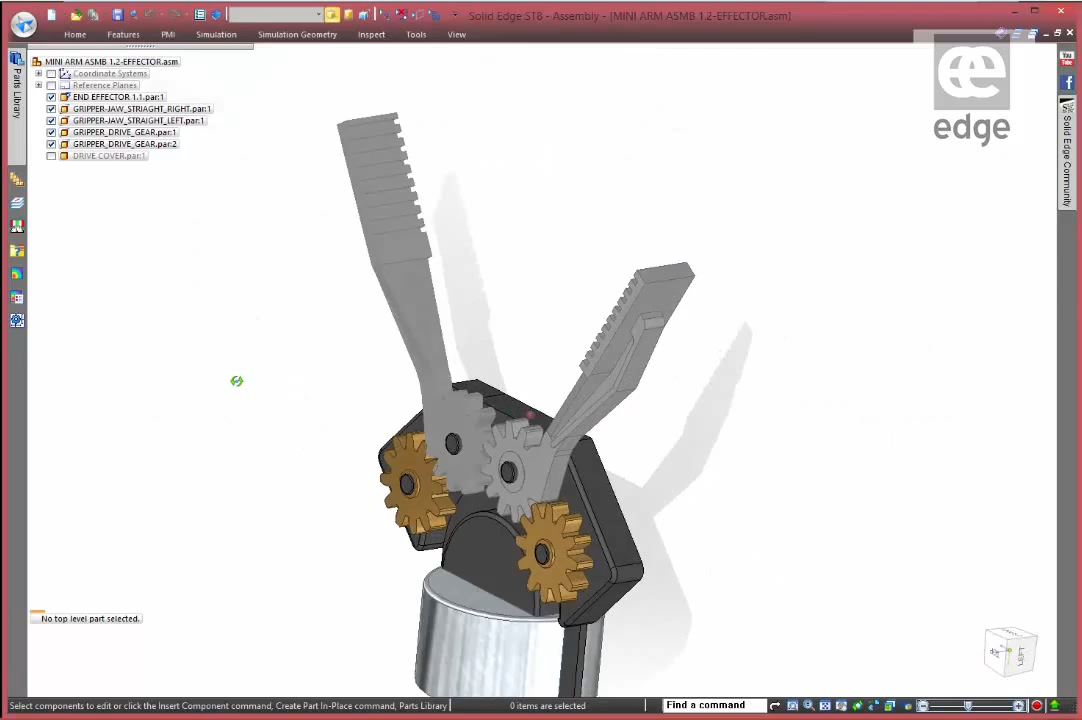 Solid Edge ST8 - Assembly - [MINI ARM ASMB 1.2-EFFECTOR.asm]
Home Features PMI Simulation Simulation Geometry Inspect Tools View
MINI ARM ASMB 1.2-EFFECTOR.asm
Coordinate Systems
Reference Planes
END EFFECTOR 1.1.par:1
GRIPPER-JAW_STRIAGHT_RIGHT.par:1
GRIPPER-JAW_STRAIGHT_LEFT.par:1
GRIPPER_DRIVE_GEAR.par:1
GRIPPER_DRIVE_GEAR.par:2
DRIVE COVER.par:1
Parts Library
edge
You
Tube
f
Solid Edge Community
No top level part selected.
LEFT
Select components to edit or click the Insert Component command, Create Part In-Place command, Parts Library
0 items are selected
Find a command